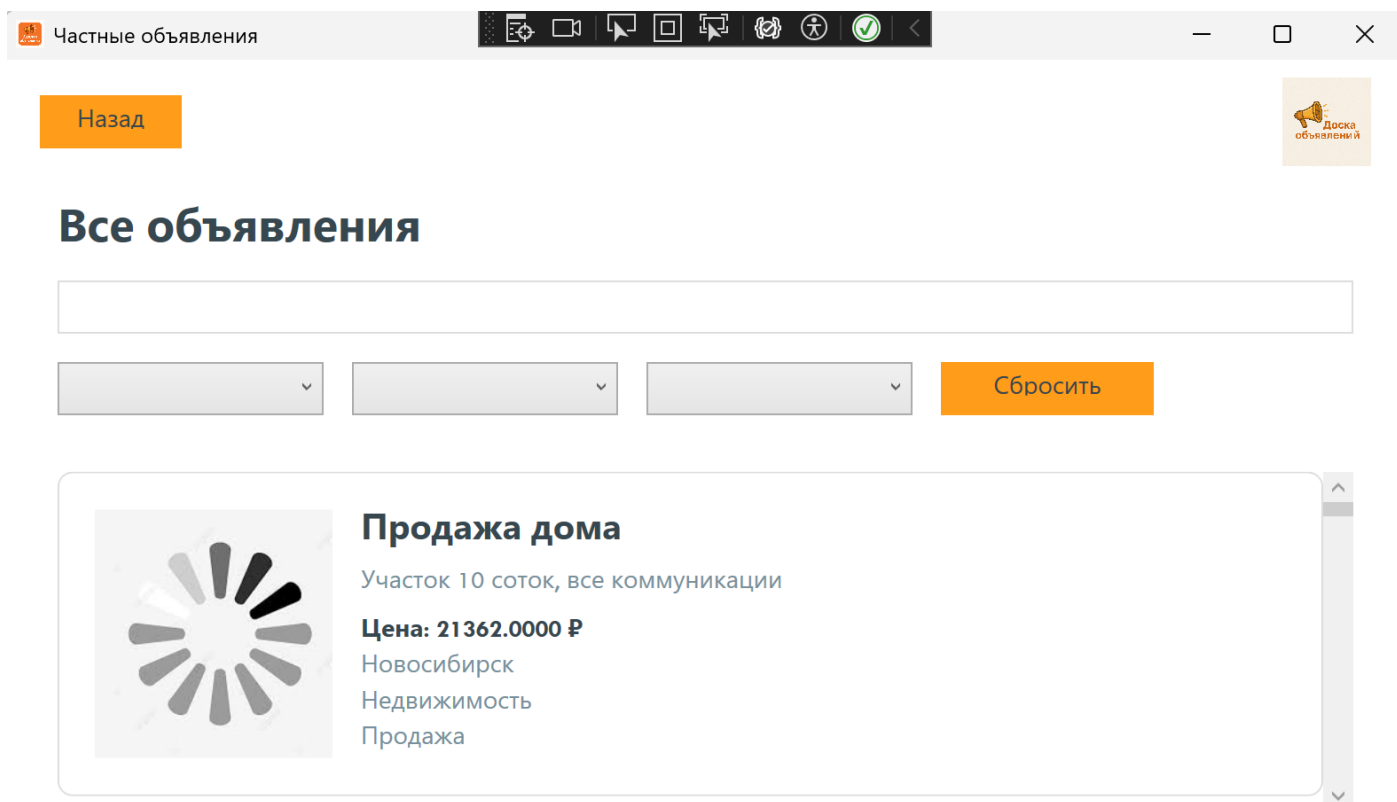 Частные объявления
Назад
Доска
объявлений
Все объявления
Сбросить
Продажа дома
Участок 10 соток, все коммуникации
Цена: 21362.0000 ₽
Новосибирск
Недвижимость
Продажа